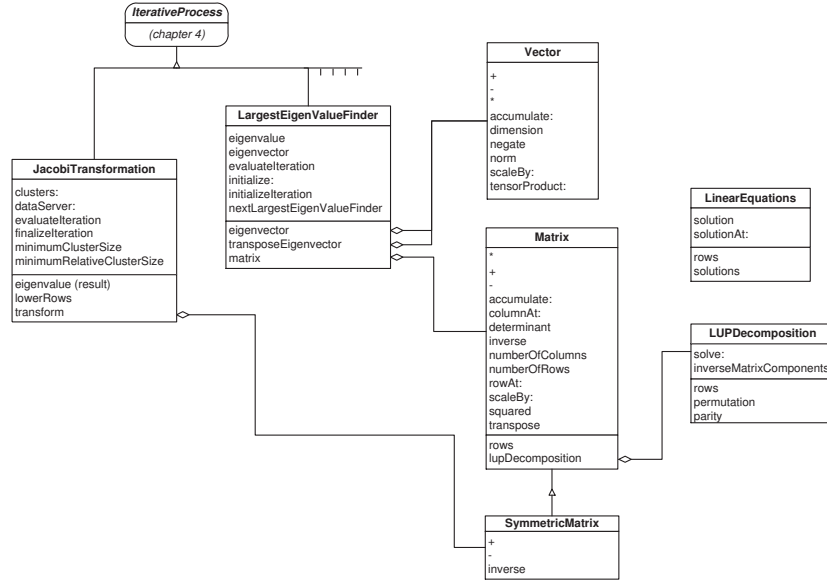 IterativeProcess
(chapter 4)
LargestEigenValueFinder
eigenvalue
eigenvector
evaluateIteration
initialize:
initializeIteration
nextLargestEigenValueFinder
eigenvector
transposeEigenvector
matrix
JacobiTransformation
clusters:
dataServer:
evaluateIteration
finalizeIteration
minimumClusterSize
minimumRelativeClusterSize
eigenvalue (result)
lowerRows
transform
Vector
+
-
*
accumulate:
dimension
negate
norm
scaleBy:
tensorProduct:
Matrix
*
+
-
accumulate:
columnAt:
determinant
inverse
numberOfColumns
numberOfRows
rowAt:
scaleBy:
squared
transpose
rows
lupDecomposition
SymmetricMatrix
+
-
inverse
LinearEquations
solution
solutionAt:
rows
solutions
LUPDecomposition
solve:
inverseMatrixComponents
rows
permutation
parity